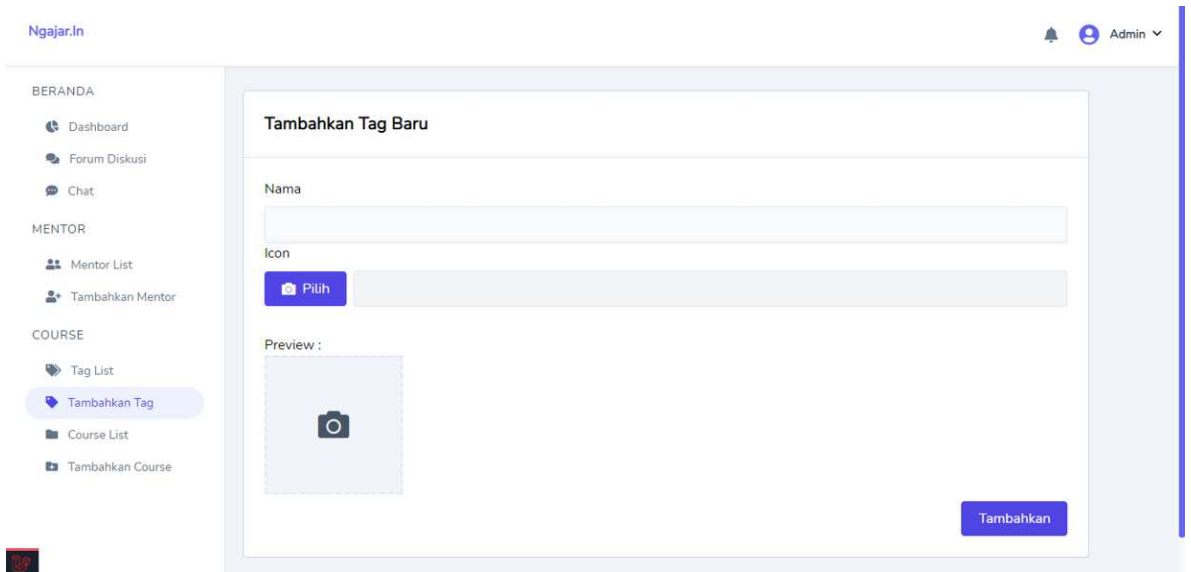 Ngajar.In
Admin
BERANDA
Dashboard
Forum Diskusi
Chat
MENTOR
Mentor List
Tambahkan Mentor
COURSE
Tag List
Tambahkan Tag
Course List
Tambahkan Course
Tambahkan Tag Baru
Nama
Icon
Pilih
Preview :
Tambahkan